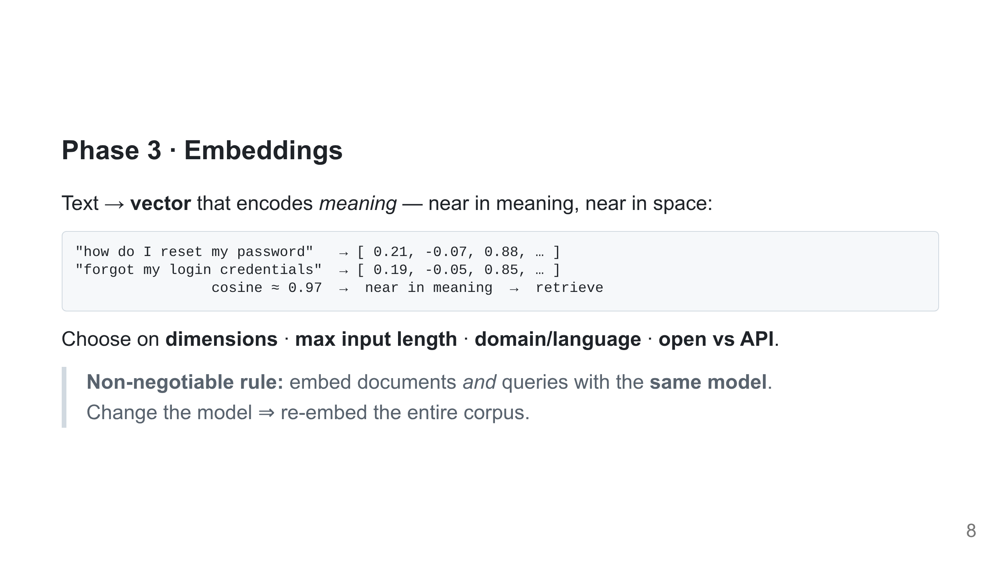 Phase 3 · Embeddings
Text → vector that encodes meaning — near in meaning, near in space:
"how do I reset my password"   → [ 0.21, -0.07, 0.88, … ]
"forgot my login credentials"  → [ 0.19, -0.05, 0.85, … ]
                cosine ≈ 0.97  →  near in meaning  →  retrieve
Choose on dimensions · max input length · domain/language · open vs API.
Non-negotiable rule: embed documents and queries with the same model.
Change the model ⇒ re-embed the entire corpus.
8